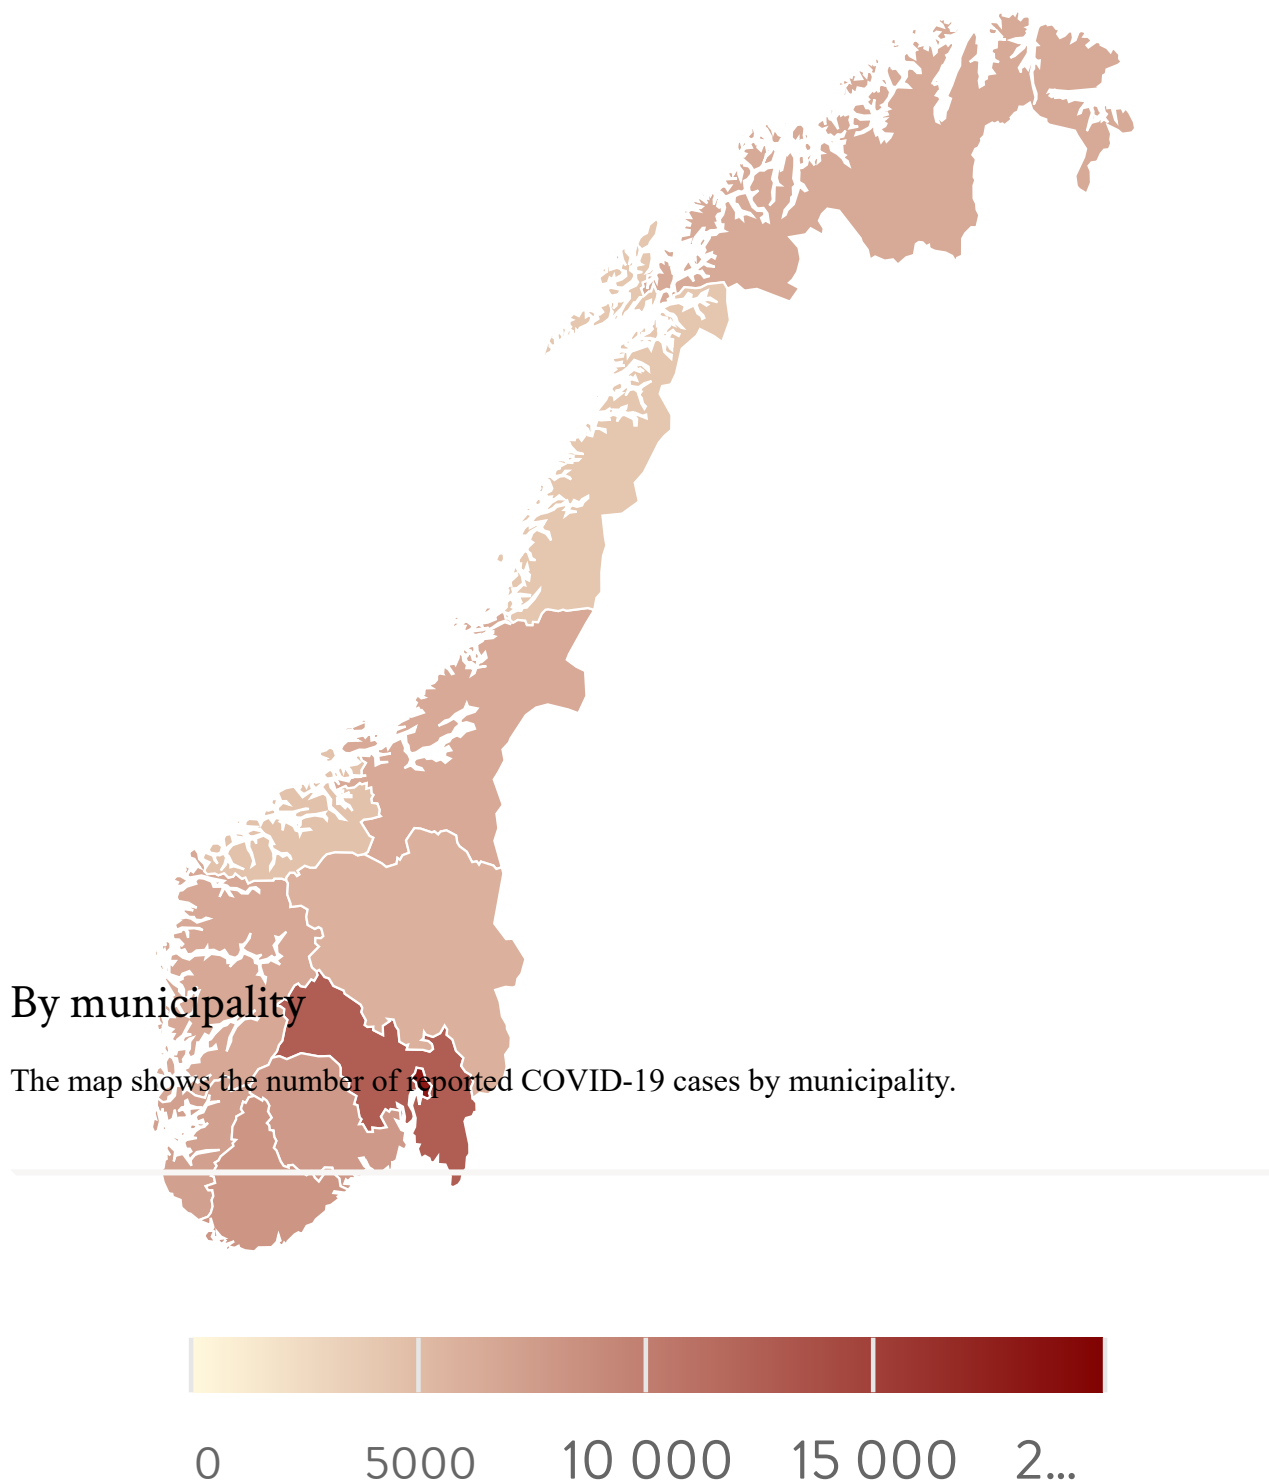 By municipality
The map shows the number of reported COVID-19 cases by municipality.
0 5000 10 000 15 000 2...